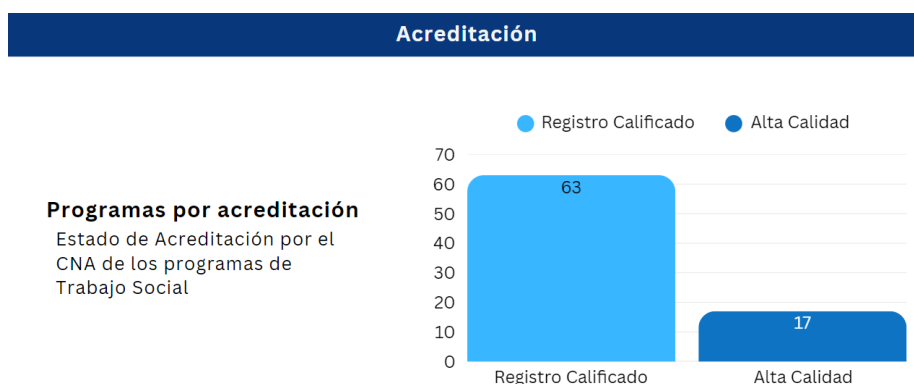 Acreditación
Programas por acreditación
Estado de Acreditación por el
CNA de los programas de
Trabajo Social
Registro Calificado
Alta Calidad
70
60
50
40
30
20
10
0
63
17
Registro Calificado
Alta Calidad